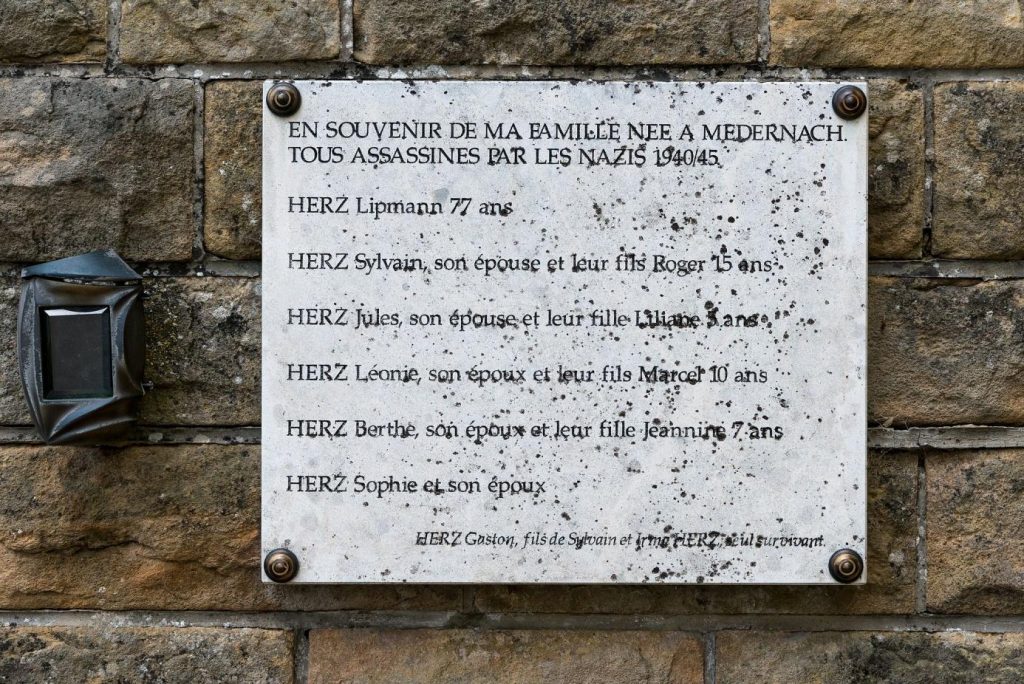 EN SOUVENIR DE MA FAMILLE NEE A MEDERNACH.
TOUS ASSASSINES PAR LES NAZIS 1940/45.
HERZ Lipmann 77 ans
HERZ Sylvain, son épouse et leur fils Roger 15 ans
HERZ Jules, son épouse et leur fille Liliane 5 ans
HERZ Léonie, son époux et leur fils Marcel 10 ans
HERZ Berthe, son époux et leur fille Jeannine 7 ans
HERZ Sophie et son époux
HERZ Gaston, fils de Sylvain et Irma HERZ, seul survivant.